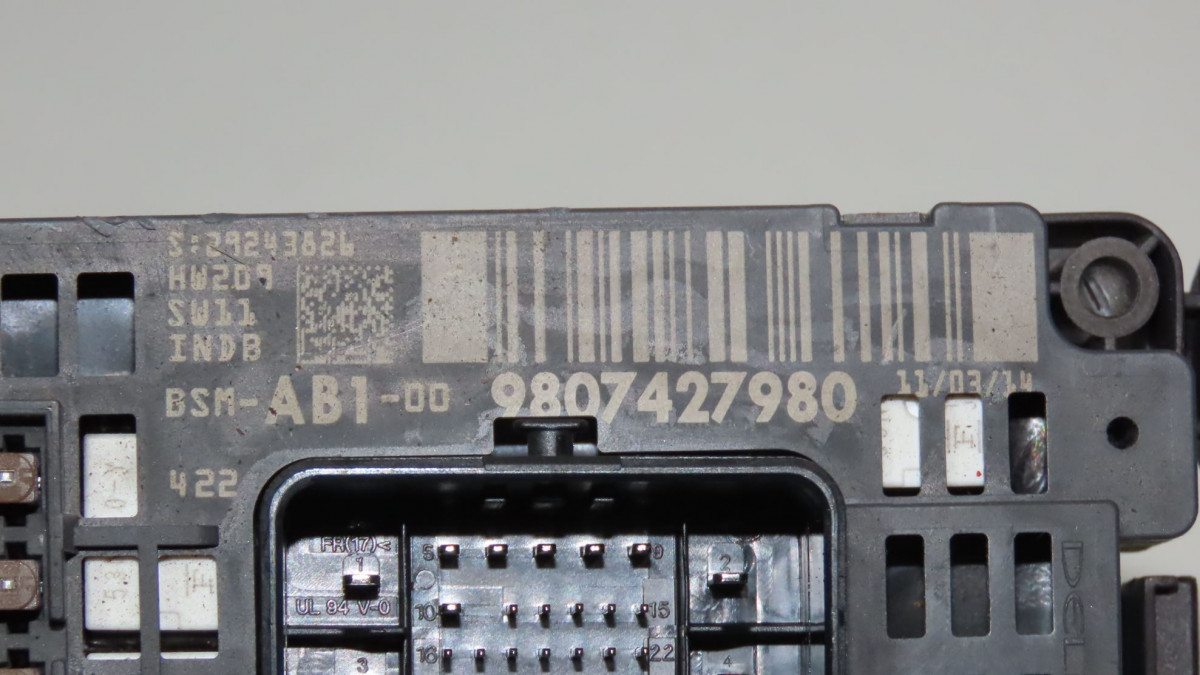 S:29243826
HW209
SW11
INDB
BSM-AB1-00 9807427980 11/03/14
422
FR(17)<
1
UL 94 V-0
3
5 9
10 15
16 22
2
4